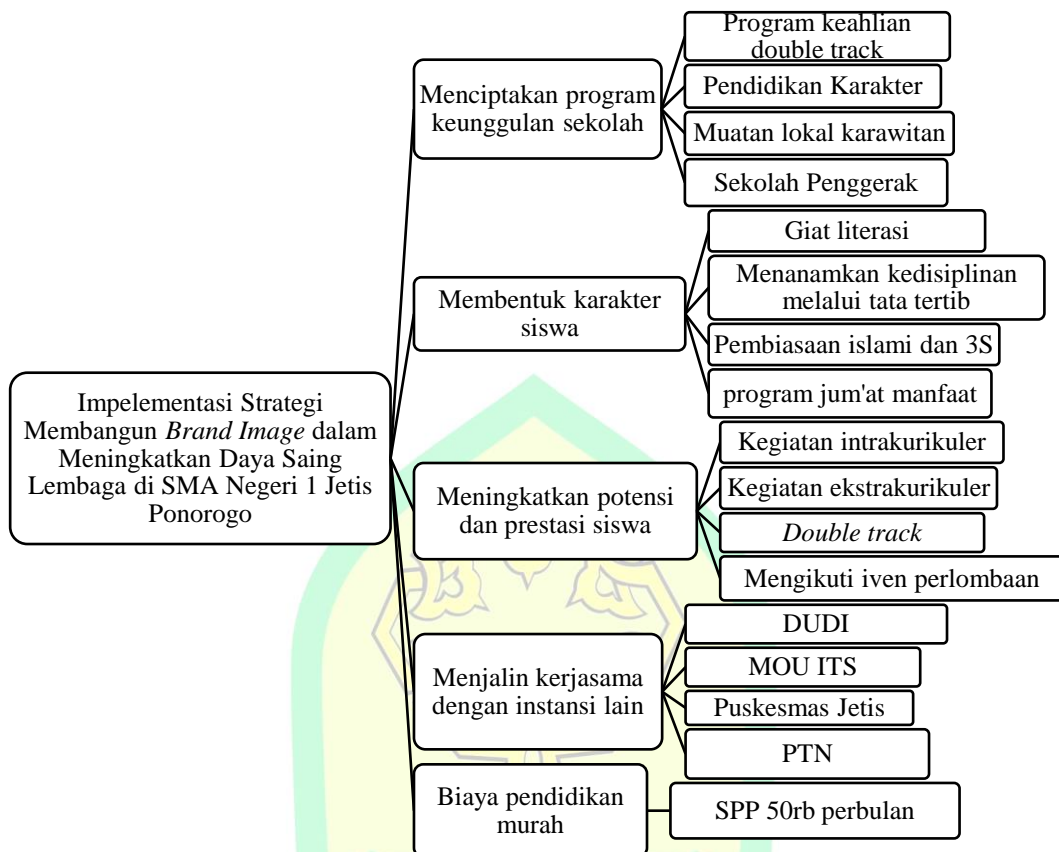 Impelementasi Strategi
Membangun Brand Image dalam
Meningkatkan Daya Saing
Lembaga di SMA Negeri 1 Jetis
Ponorogo
Menciptakan program
keunggulan sekolah
Program keahlian
double track
Pendidikan Karakter
Muatan lokal karawitan
Sekolah Penggerak
Membentuk karakter
siswa
Giat literasi
Menanamkan kedisiplinan
melalui tata tertib
Pembiasaan islami dan 3S
program jum'at manfaat
Meningkatkan potensi
dan prestasi siswa
Kegiatan intrakurikuler
Kegiatan ekstrakurikuler
Double track
Mengikuti iven perlombaan
Menjalin kerjasama
dengan instansi lain
DUDI
MOU ITS
Puskesmas Jetis
PTN
Biaya pendidikan
murah
SPP 50rb perbulan